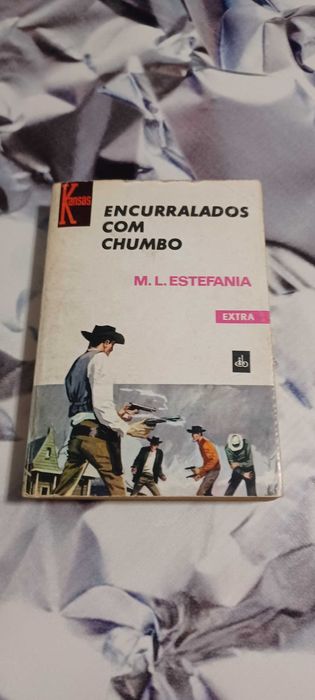 Kansas
ENCURRALADOS
COM
CHUMBO
M.L. ESTEFANIA
EXTRA